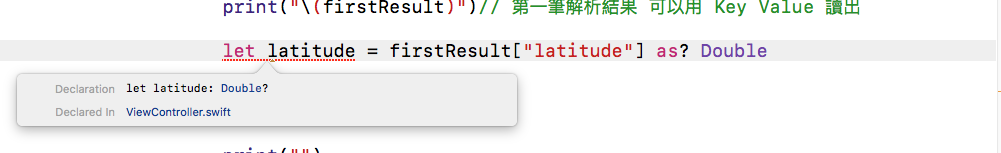 print("\(firstResult)")// 第一筆解析結果 可以用 Key Value 讀出
let latitude = firstResult["latitude"] as? Double
Declaration let latitude: Double?
Declared In ViewController.swift
print("")